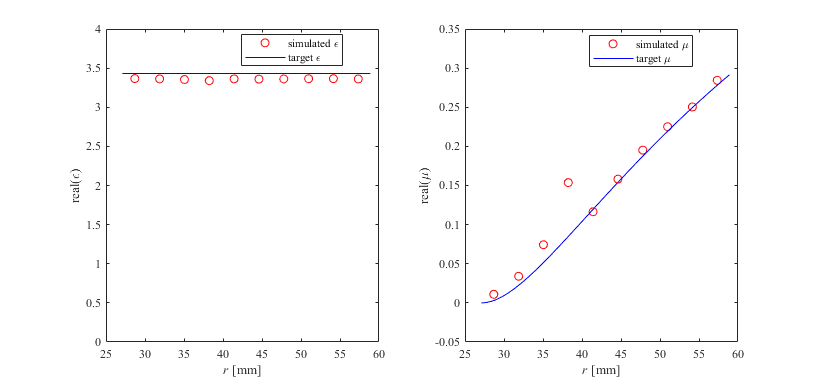 4
3.5
3
2.5
2
1.5
1
0.5
0
real(ϵ)
25 30 35 40 45 50 55 60
r [mm]
simulated ϵ
target ϵ
0.35
0.3
0.25
0.2
0.15
0.1
0.05
0
-0.05
real(μ)
25 30 35 40 45 50 55 60
r [mm]
simulated μ
target μ